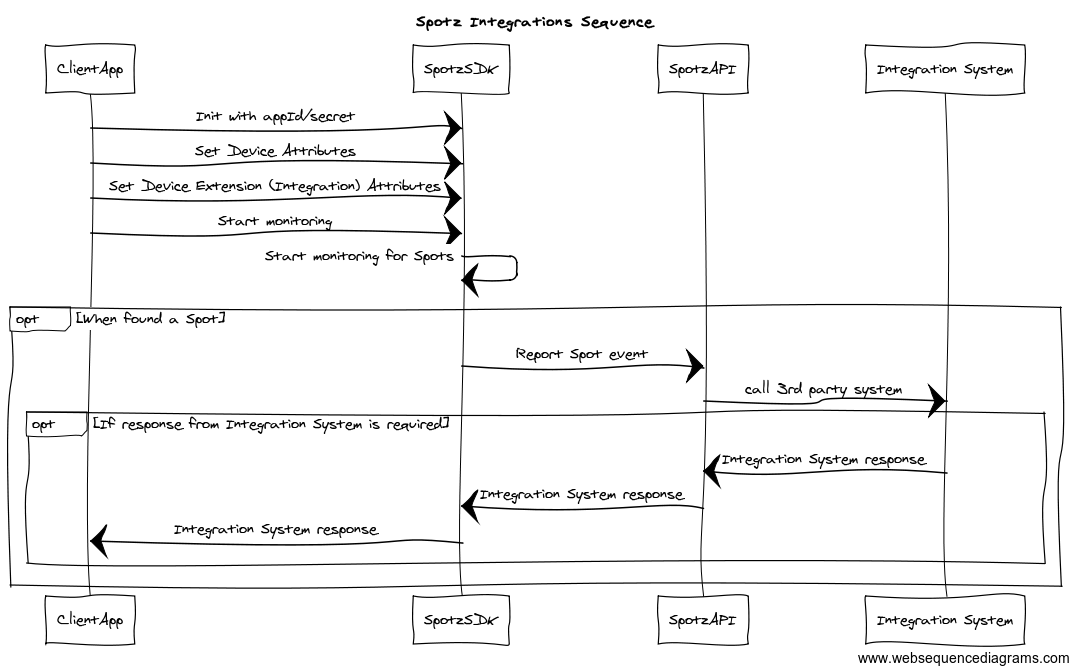 Spotz Integrations Sequence
ClientApp
SpotzSDK
SpotzAPI
Integration System
Init with appId/secret
Set Device Attributes
Set Device Extension (Integration) Attributes
Start monitoring
Start monitoring for Spots
opt
[When found a Spot]
Report Spot event
call 3rd party system
opt
[If response from Integration System is required]
Integration System response
Integration System response
Integration System response
ClientApp
SpotzSDK
SpotzAPI
Integration System
www.websequencediagrams.com